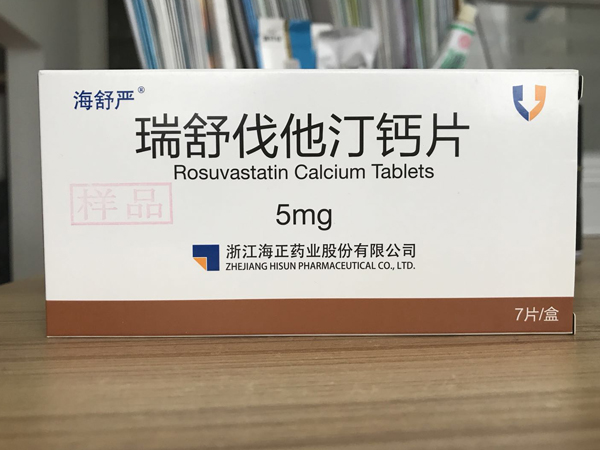 海舒严®
瑞舒伐他汀钙片
Rosuvastatin Calcium Tablets
样品
5mg
浙江海正药业股份有限公司
ZHEJIANG HISUN PHARMACEUTICAL CO., LTD.
7片/盒